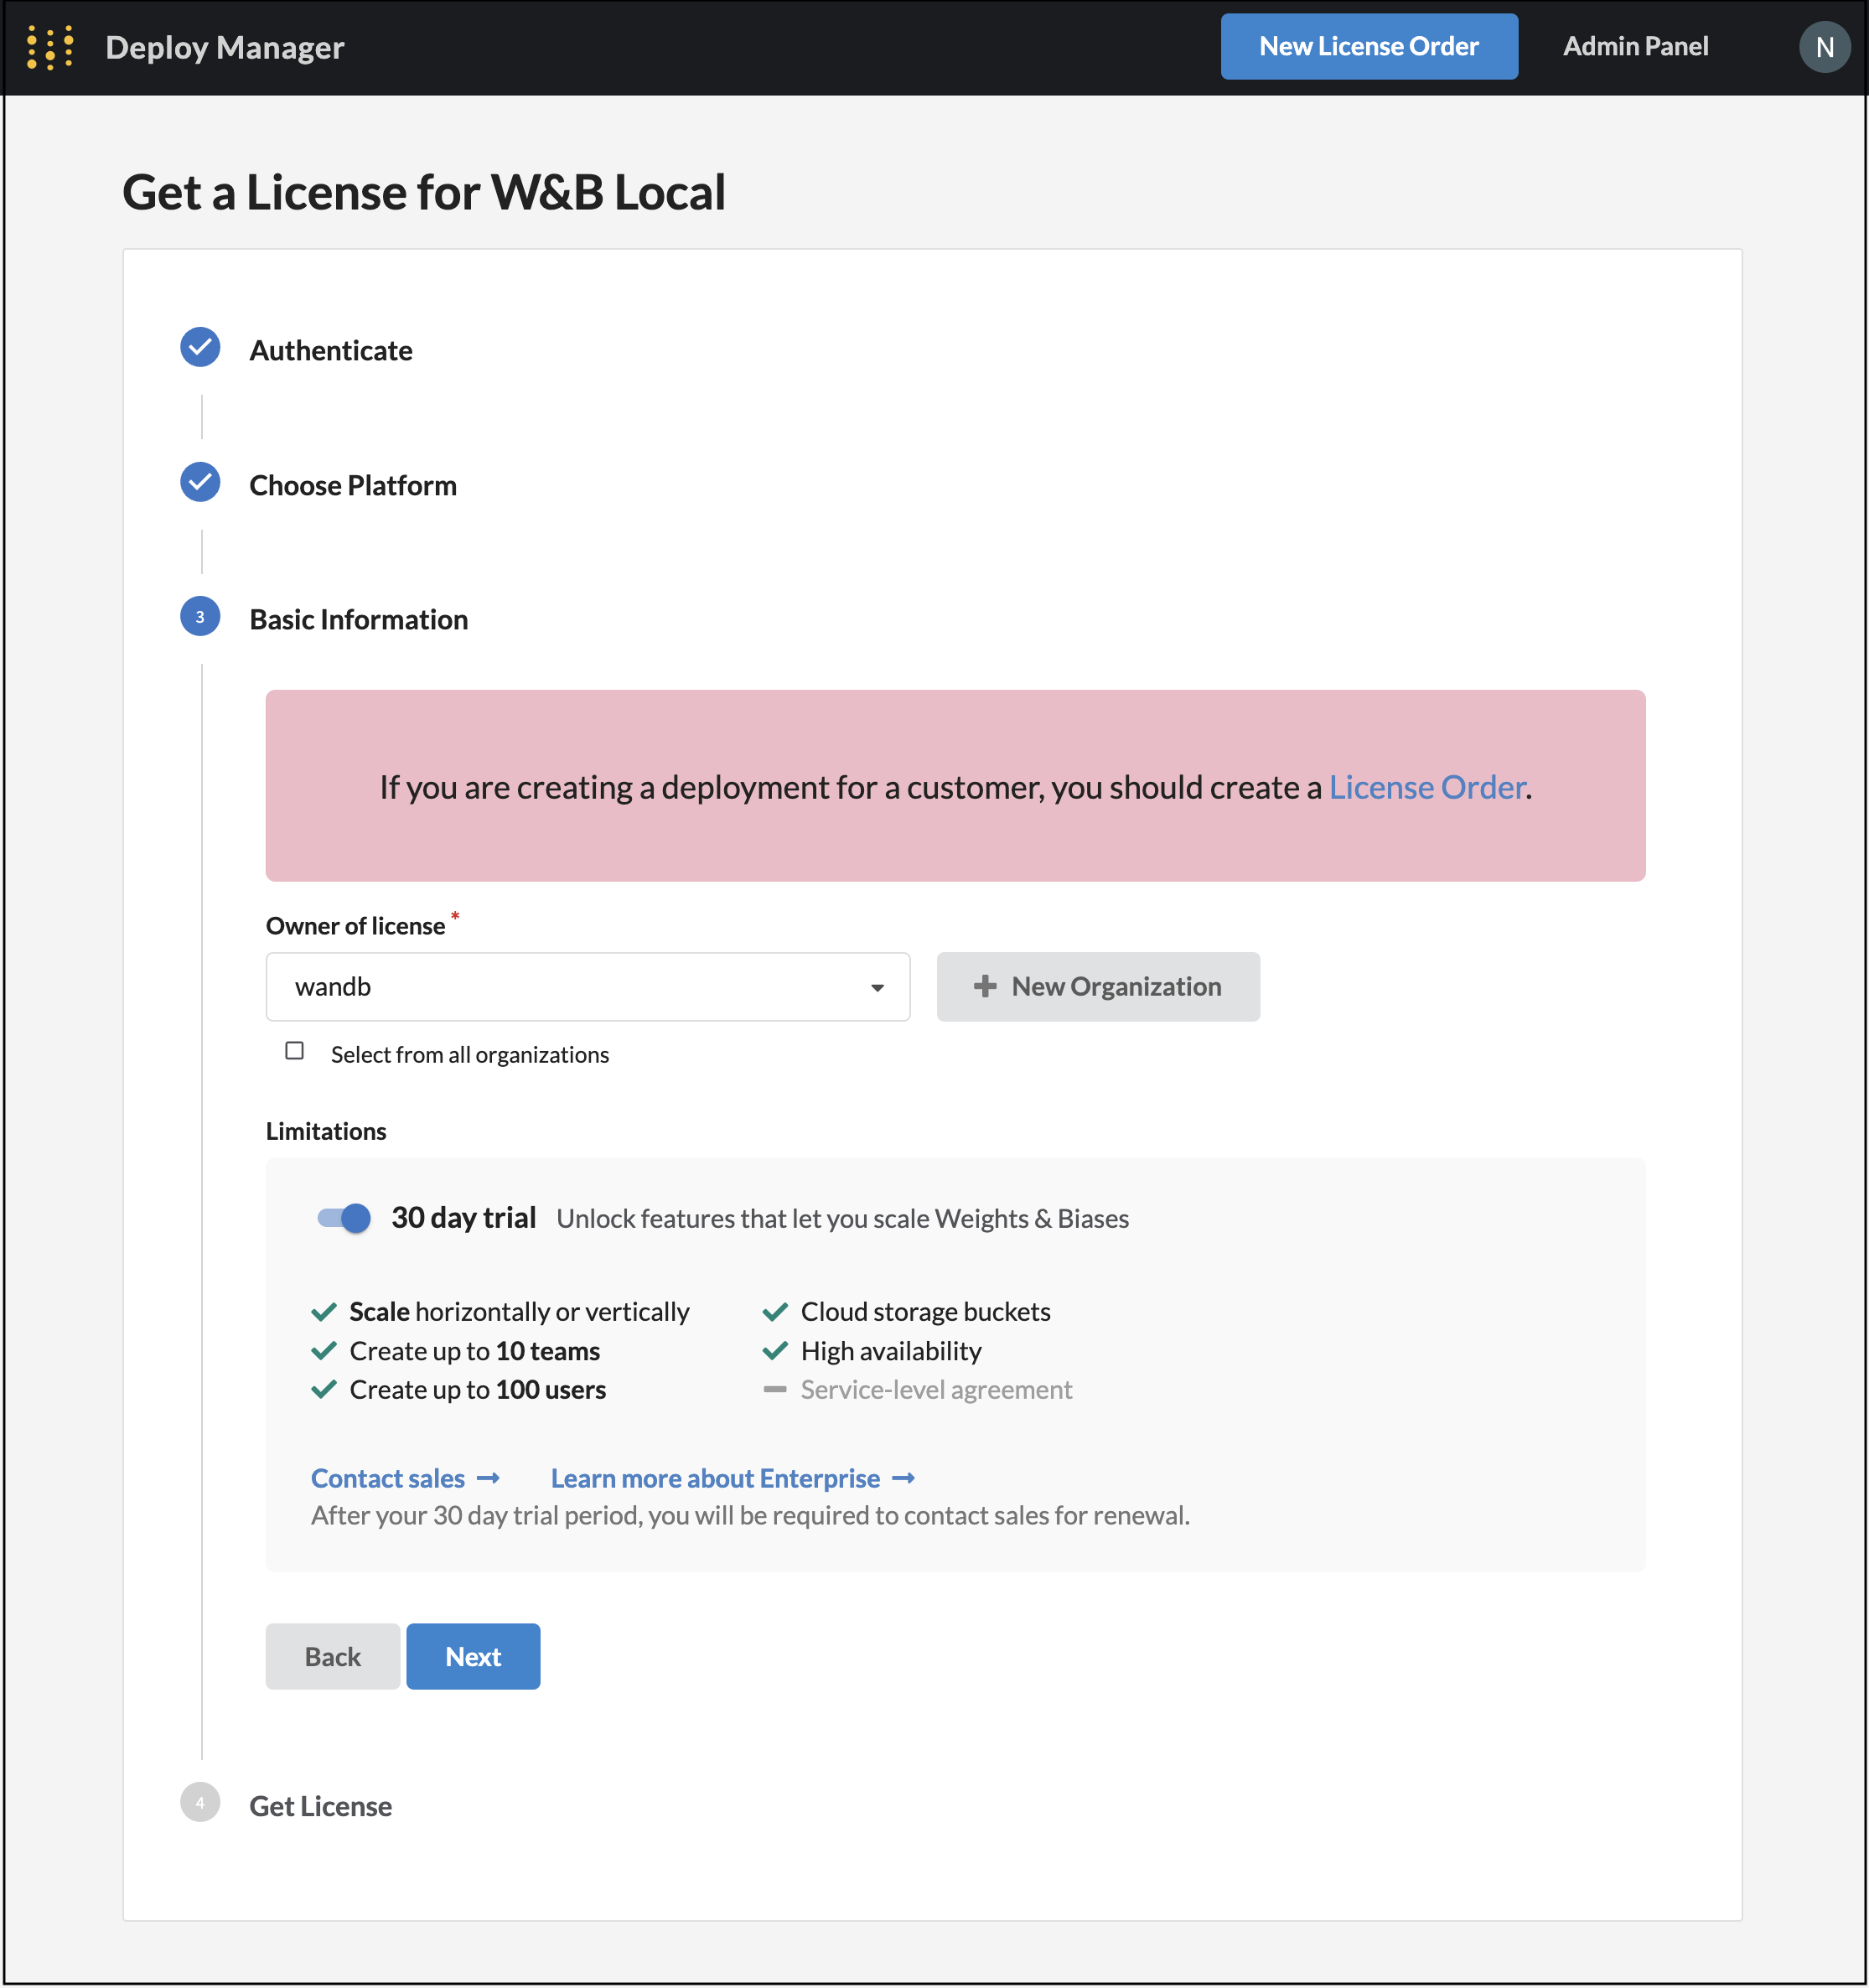 Deploy Manager
New License Order
Admin Panel
N
Get a License for W&B Local
Authenticate
Choose Platform
3
Basic Information
If you are creating a deployment for a customer, you should create a License Order.
Owner of license *
wandb
New Organization
Select from all organizations
Limitations
30 day trial Unlock features that let you scale Weights & Biases
Scale horizontally or vertically
Create up to 10 teams
Create up to 100 users
Cloud storage buckets
High availability
Service-level agreement
Contact sales → Learn more about Enterprise →
After your 30 day trial period, you will be required to contact sales for renewal.
Back
Next
4
Get License